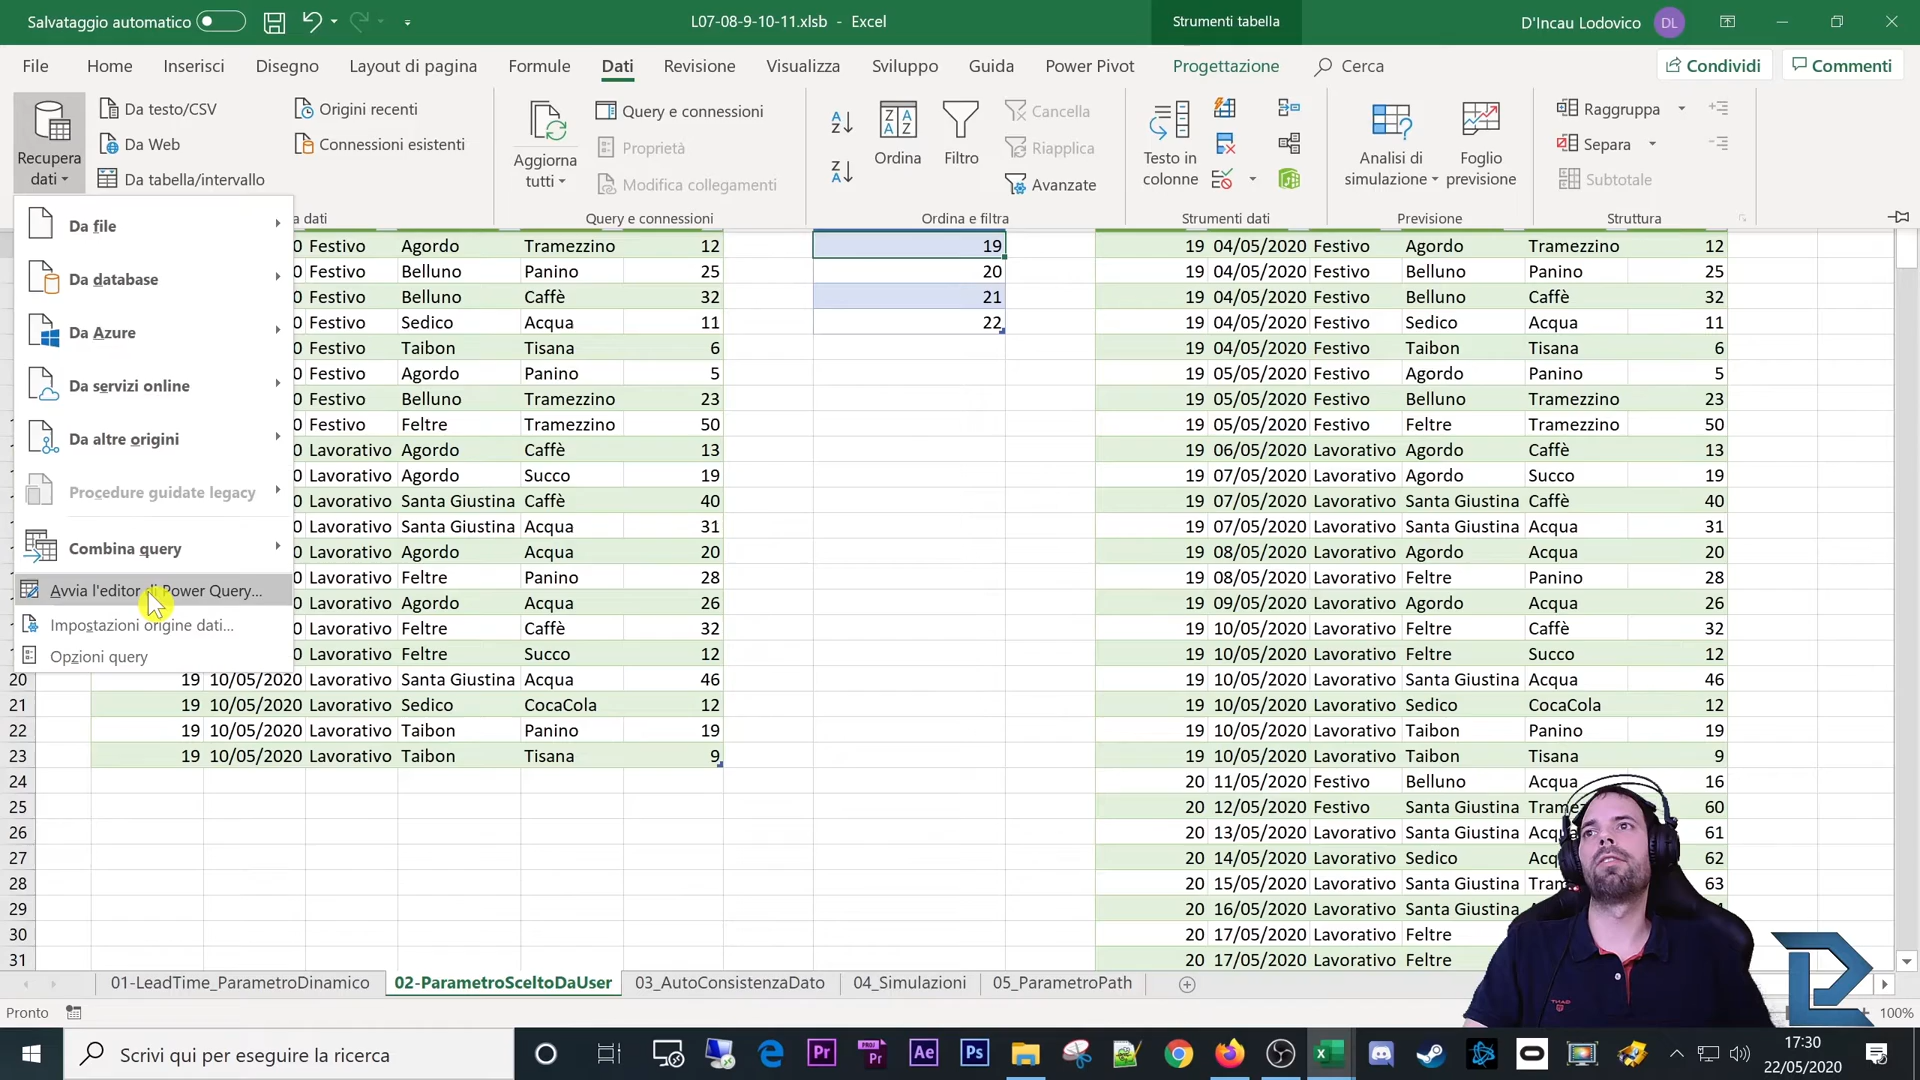 Salvataggio automatico
L07-08-9-10-11.xlsb - Excel
Strumenti tabella
D'Incau Lodovico DL
File Home Inserisci Disegno Layout di pagina Formule Dati Revisione Visualizza Sviluppo Guida Power Pivot Progettazione Cerca Condividi Commenti
Recupera dati
Da testo/CSV
Da Web
Da tabella/intervallo
Origini recenti
Connessioni esistenti
a dati
Aggiorna tutti
Query e connessioni
Proprietà
Modifica collegamenti
Query e connessioni
Ordina
Filtro
Cancella
Riapplica
Avanzate
Ordina e filtra
Testo in colonne
Strumenti dati
Analisi di simulazione
Foglio previsione
Previsione
Raggruppa
Separa
Subtotale
Struttura
Da file
Da database
Da Azure
Da servizi online
Da altre origini
Procedure guidate legacy
Combina query
Avvia l'editor di Power Query...
Impostazioni origine dati...
Opzioni query
0 Festivo Agordo Tramezzino 12 19 19 04/05/2020 Festivo Agordo Tramezzino 12
Festivo Belluno Panino 25 20 19 04/05/2020 Festivo Belluno Panino 25
0 Festivo Belluno Caffè 32 21 19 04/05/2020 Festivo Belluno Caffè 32
0 Festivo Sedico Acqua 11 22 19 04/05/2020 Festivo Sedico Acqua 11
0 Festivo Taibon Tisana 6 19 04/05/2020 Festivo Taibon Tisana 6
0 Festivo Agordo Panino 5 19 05/05/2020 Festivo Agordo Panino 5
0 Festivo Belluno Tramezzino 23 19 05/05/2020 Festivo Belluno Tramezzino 23
0 Festivo Feltre Tramezzino 50 19 05/05/2020 Festivo Feltre Tramezzino 50
0 Lavorativo Agordo Caffè 13 19 06/05/2020 Lavorativo Agordo Caffè 13
0 Lavorativo Agordo Succo 19 19 07/05/2020 Lavorativo Agordo Succo 19
0 Lavorativo Santa Giustina Caffè 40 19 07/05/2020 Lavorativo Santa Giustina Caffè 40
0 Lavorativo Santa Giustina Acqua 31 19 07/05/2020 Lavorativo Santa Giustina Acqua 31
0 Lavorativo Agordo Acqua 20 19 08/05/2020 Lavorativo Agordo Acqua 20
0 Lavorativo Feltre Panino 28 19 08/05/2020 Lavorativo Feltre Panino 28
0 Lavorativo Agordo Acqua 26 19 09/05/2020 Lavorativo Agordo Acqua 26
0 Lavorativo Feltre Caffè 32 19 10/05/2020 Lavorativo Feltre Caffè 32
0 Lavorativo Feltre Succo 12 19 10/05/2020 Lavorativo Feltre Succo 12
20 19 10/05/2020 Lavorativo Santa Giustina Acqua 46 19 10/05/2020 Lavorativo Santa Giustina Acqua 46
21 19 10/05/2020 Lavorativo Sedico CocaCola 12 19 10/05/2020 Lavorativo Sedico CocaCola 12
22 19 10/05/2020 Lavorativo Taibon Panino 19 19 10/05/2020 Lavorativo Taibon Panino 19
23 19 10/05/2020 Lavorativo Taibon Tisana 9 19 10/05/2020 Lavorativo Taibon Tisana 9
24 20 11/05/2020 Festivo Belluno Acqua 16
25 20 12/05/2020 Festivo Santa Giustina 60
26 20 13/05/2020 Lavorativo Santa Giustina 61
27 20 14/05/2020 Lavorativo Sedico 62
28 20 15/05/2020 Lavorativo Santa Giustina 63
29 20 16/05/2020 Lavorativo Santa Giustina
30 20 17/05/2020 Lavorativo Feltre
31 20 17/05/2020 Lavorativo Feltre
01-LeadTime_ParametroDinamico 02-ParametroSceltoDaUser 03_AutoConsistenzaDato 04_Simulazioni 05_ParametroPath
Pronto 100%
Scrivi qui per eseguire la ricerca
17:30
22/05/2020